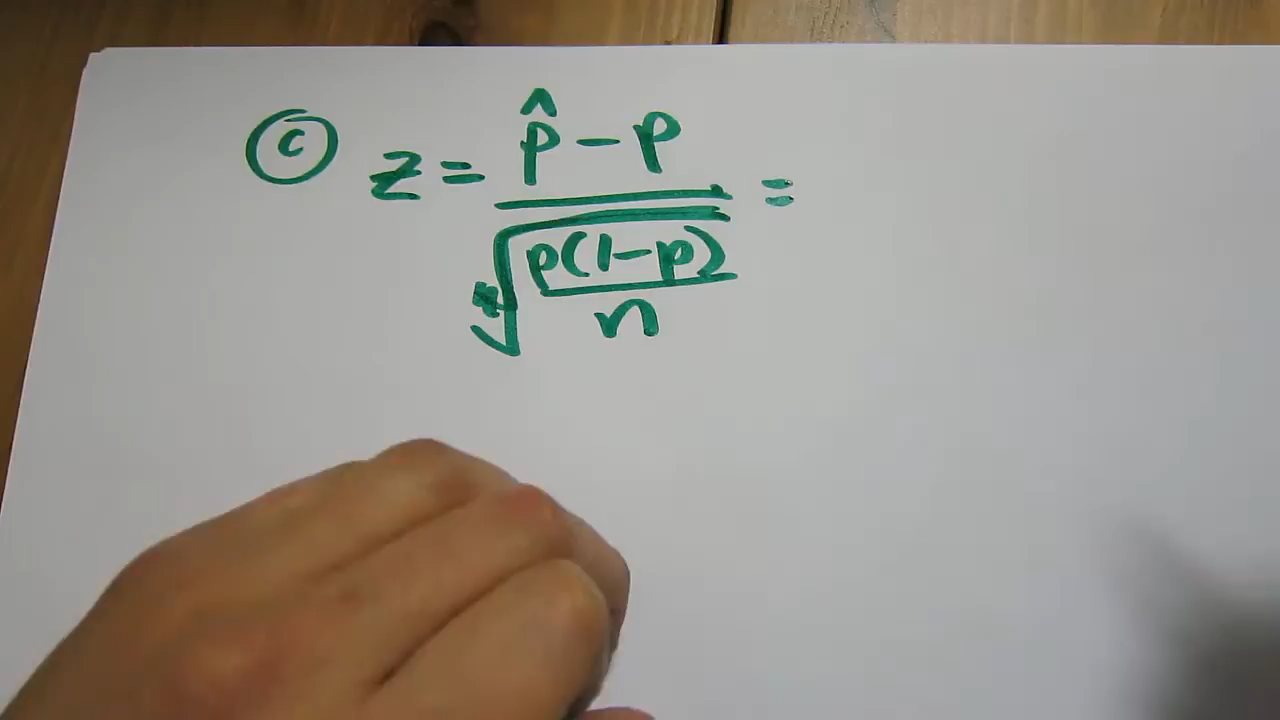 ⓒ z = p̂ - p / √(p(1-p) / n) =